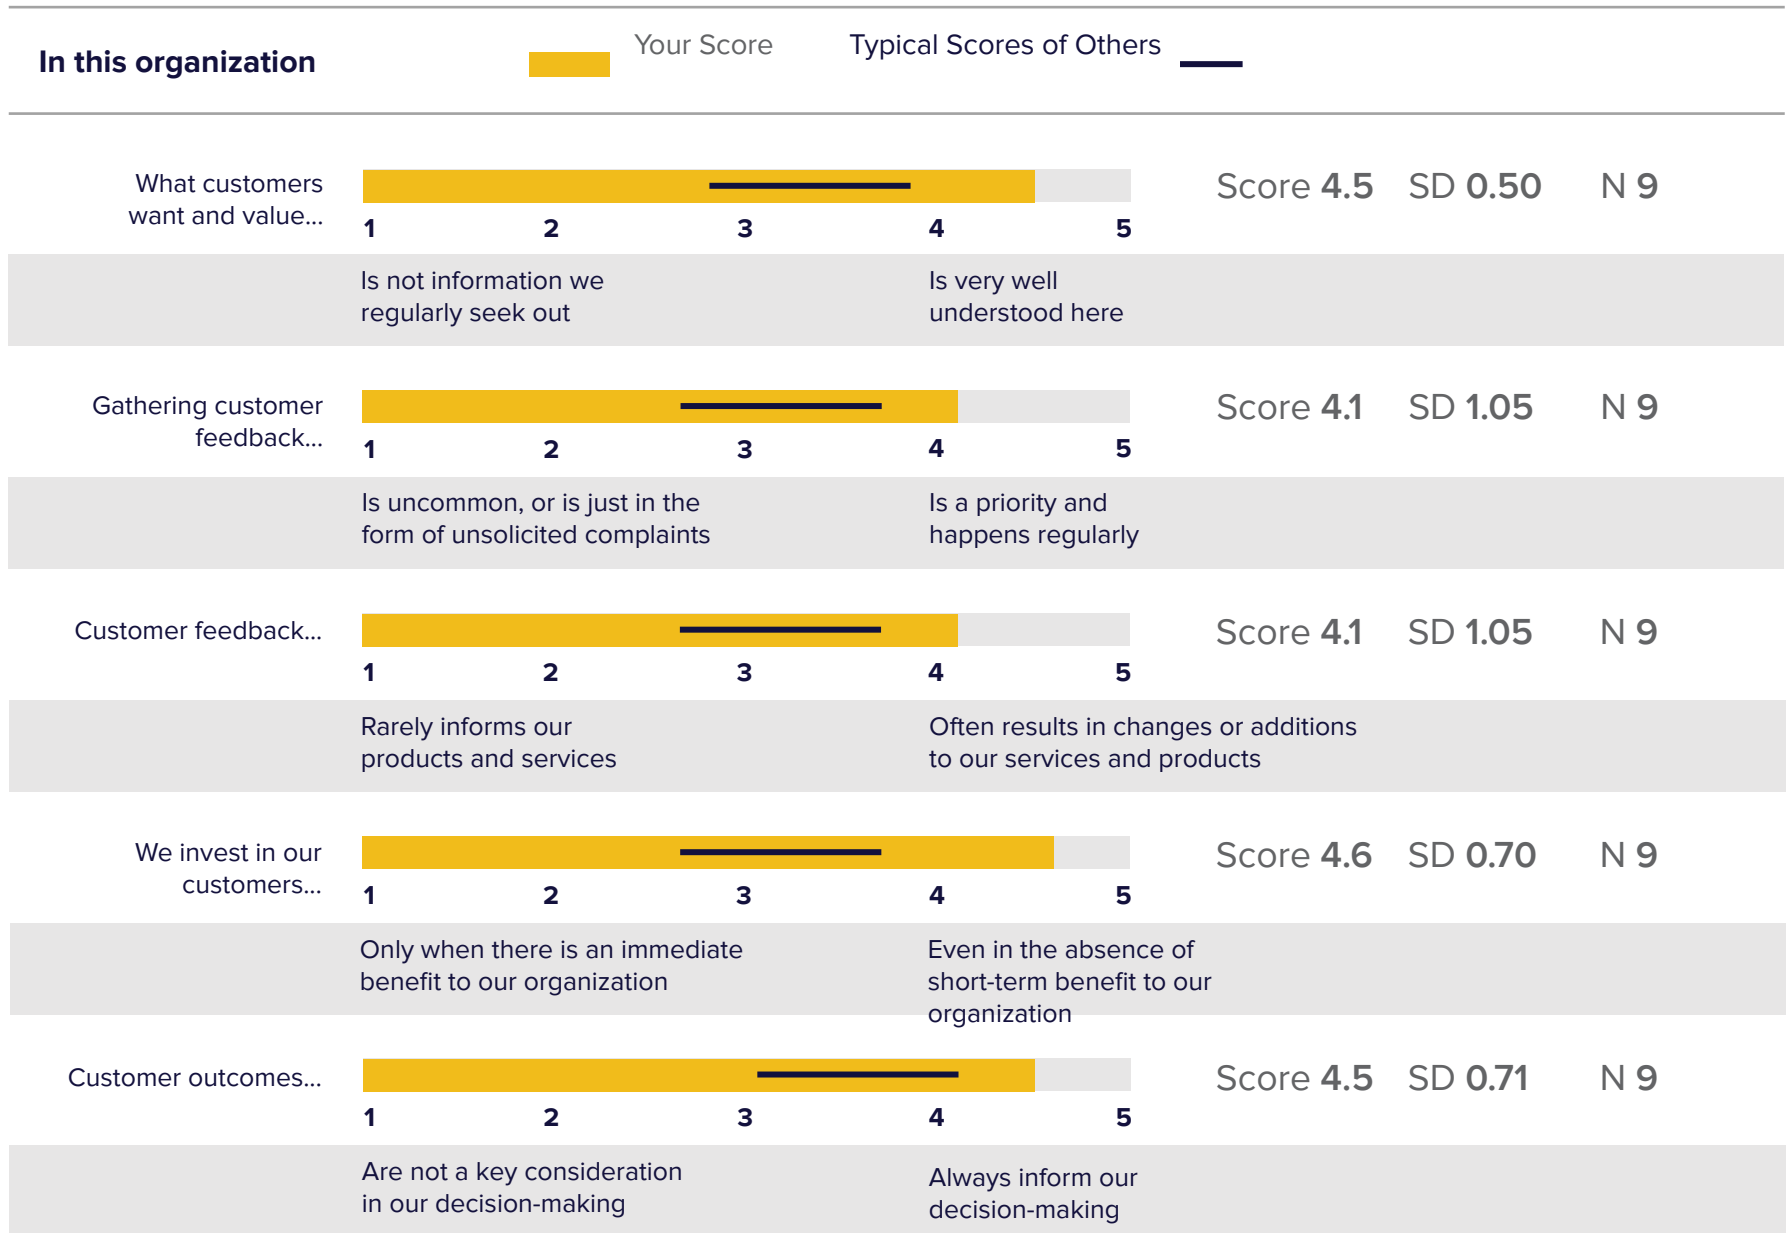 In this organization
Your Score
Typical Scores of Others
What customers
want and value...
1 2 3 4 5
Score 4.5 SD 0.50 N 9
Is not information we
regularly seek out
Is very well
understood here
Gathering customer
feedback...
1 2 3 4 5
Score 4.1 SD 1.05 N 9
Is uncommon, or is just in the
form of unsolicited complaints
Is a priority and
happens regularly
Customer feedback...
1 2 3 4 5
Score 4.1 SD 1.05 N 9
Rarely informs our
products and services
Often results in changes or additions
to our services and products
We invest in our
customers...
1 2 3 4 5
Score 4.6 SD 0.70 N 9
Only when there is an immediate
benefit to our organization
Even in the absence of
short-term benefit to our
organization
Customer outcomes...
1 2 3 4 5
Score 4.5 SD 0.71 N 9
Are not a key consideration
in our decision-making
Always inform our
decision-making